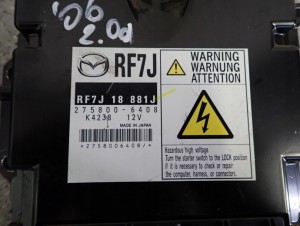 '06
2.0d
RF7J
RF7J 18 881J
275800-6408
K4238 12V
MADE IN JAPAN
*2758006408/*
WARNING
WARNUNG
ATTENTION
Hazardous high voltage.
Turn the starter switch to the LOCK position
if it is necessary to check or repair
the computer, harness, or connectors.